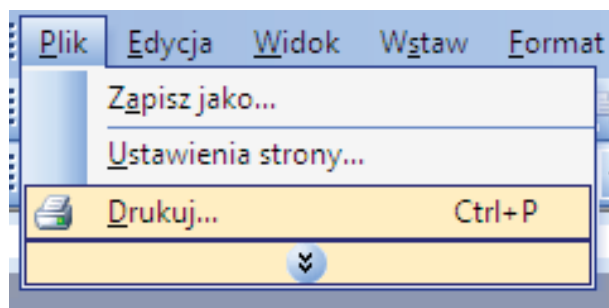 Plik Edycja Widok Wstaw Format
Zapisz jako...
Ustawienia strony...
Drukuj... Ctrl+P